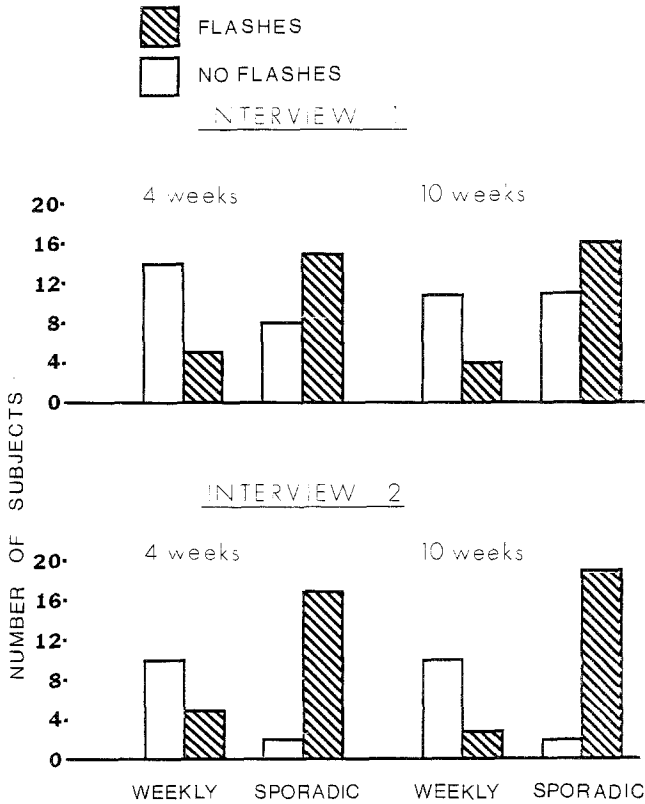 FLASHES
NO FLASHES
INTERVIEW 1
4 weeks 10 weeks
20
16
12
8
4
0
INTERVIEW 2
4 weeks 10 weeks
20
16
12
8
4
0
NUMBER OF SUBJECTS
WEEKLY SPORADIC WEEKLY SPORADIC